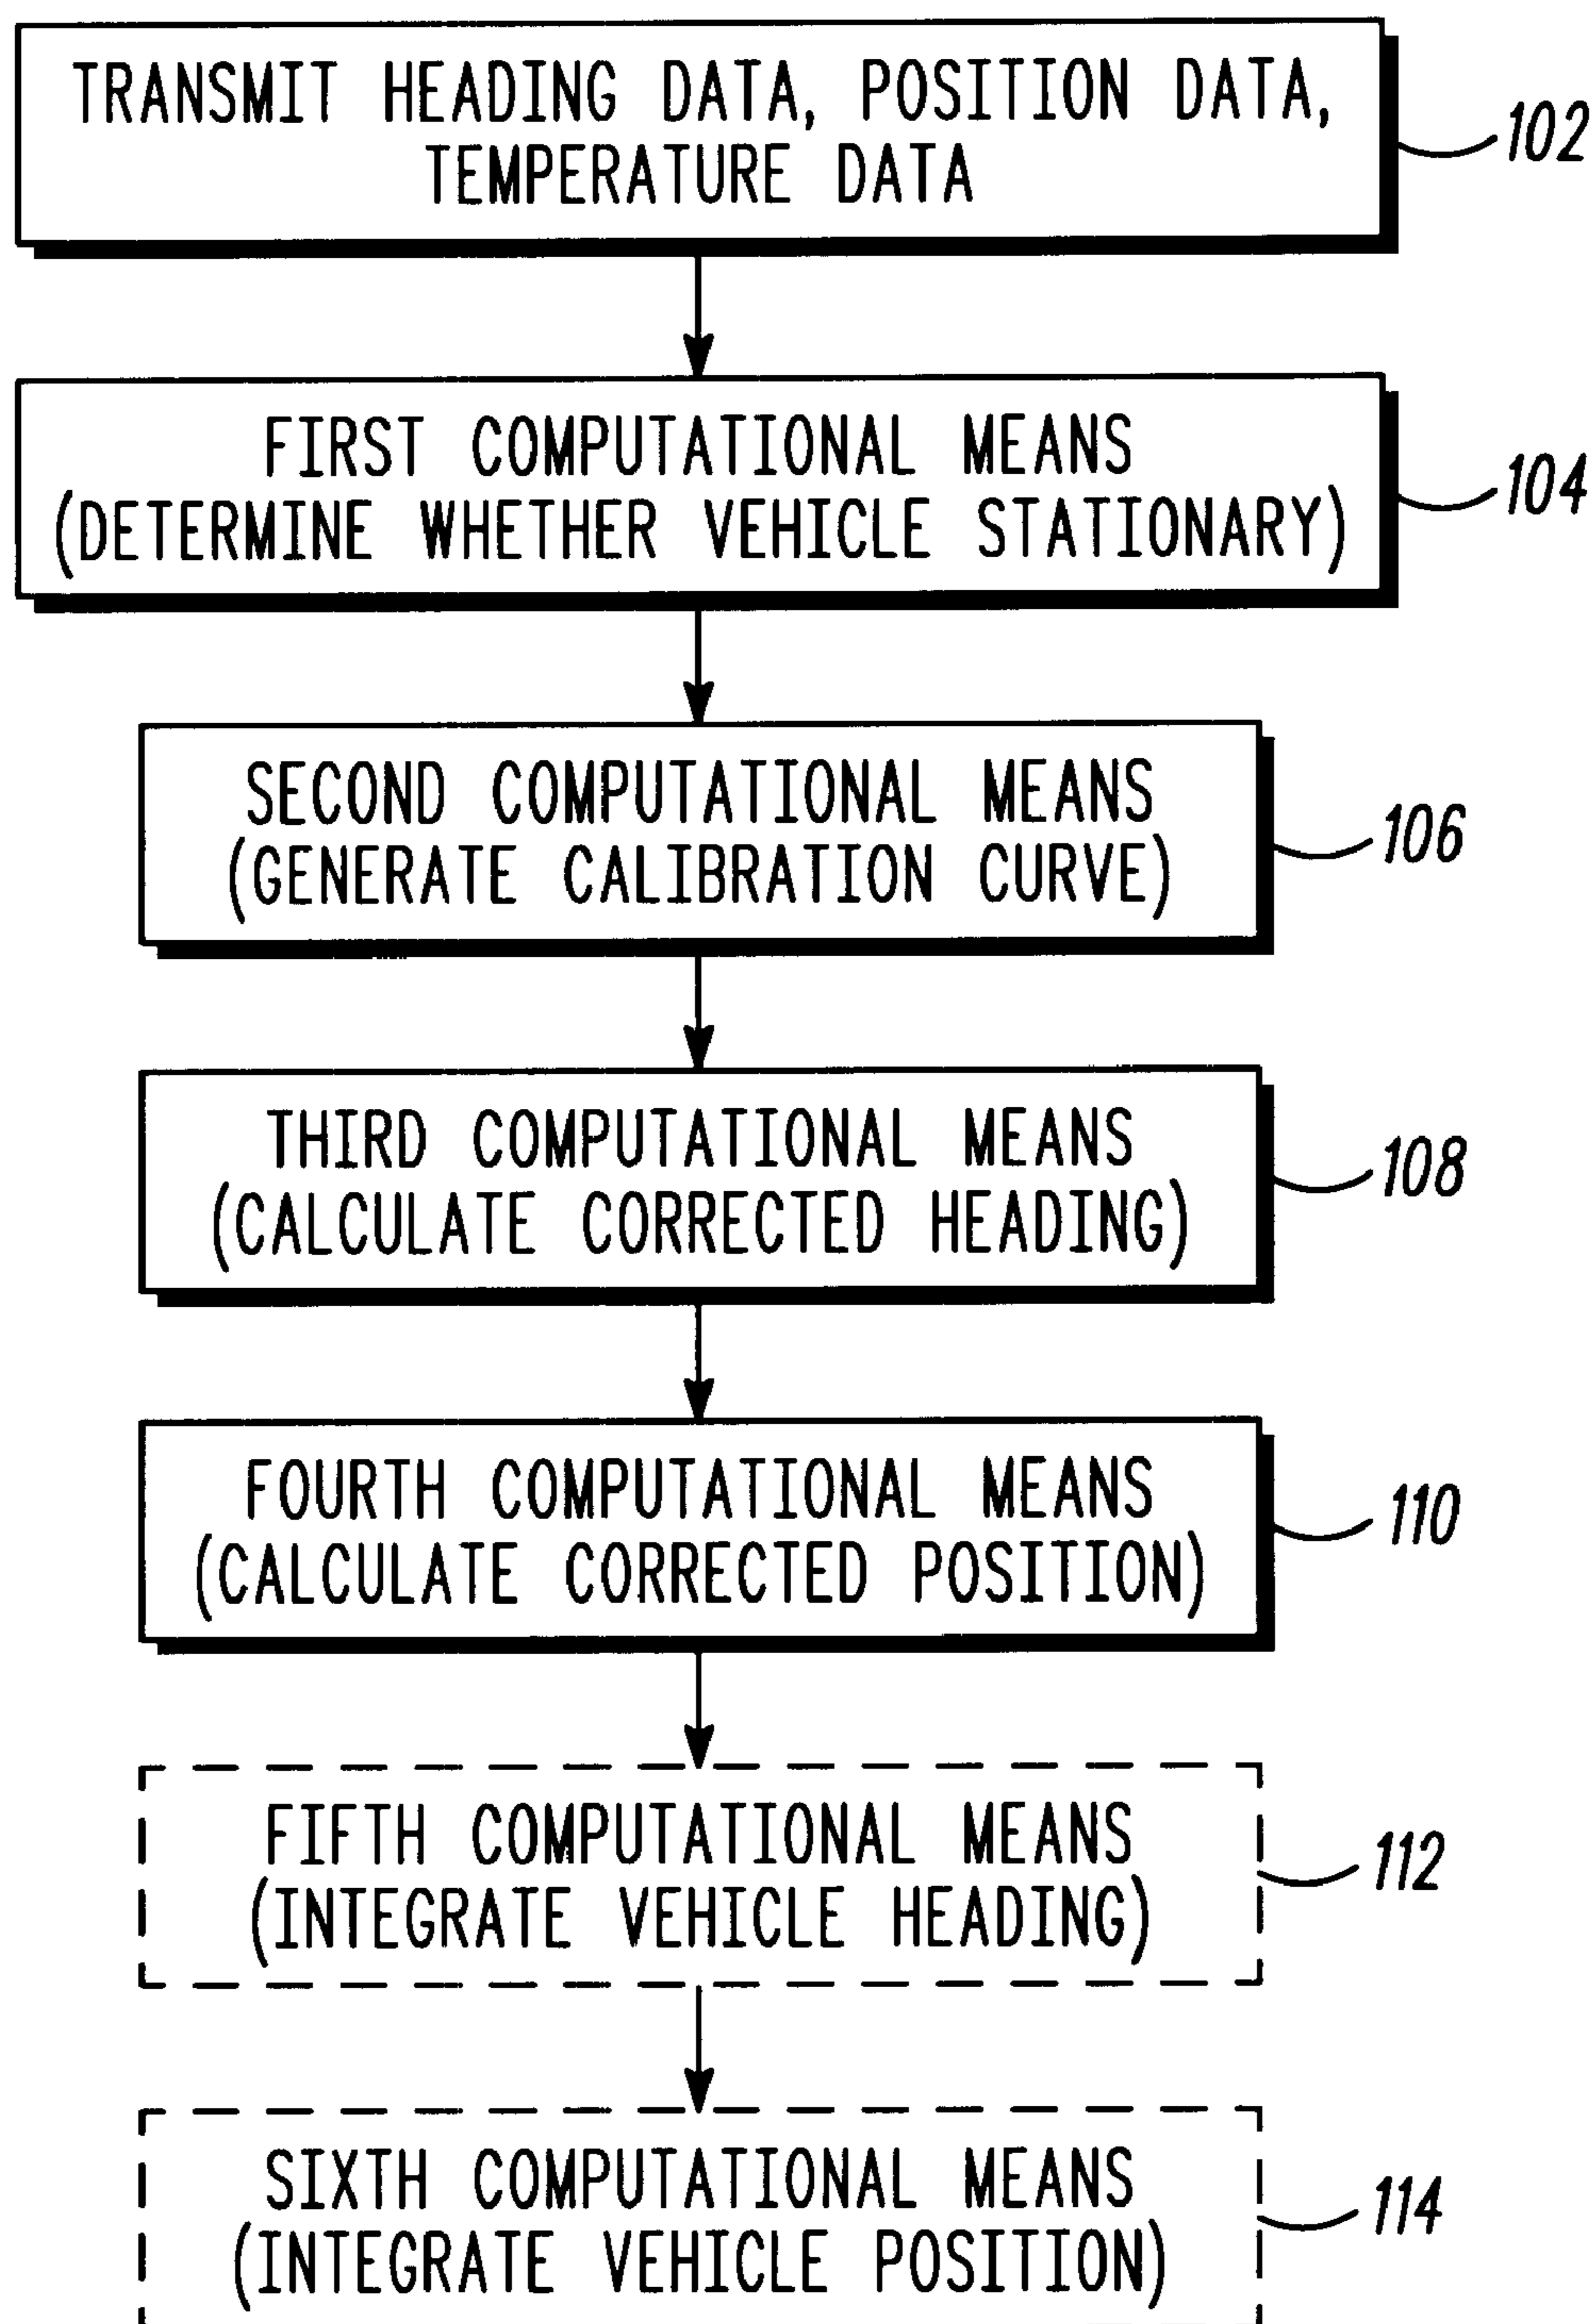 TRANSMIT HEADING DATA, POSITION DATA,
TEMPERATURE DATA
102
FIRST COMPUTATIONAL MEANS
(DETERMINE WHETHER VEHICLE STATIONARY)
104
SECOND COMPUTATIONAL MEANS
(GENERATE CALIBRATION CURVE)
106
THIRD COMPUTATIONAL MEANS
(CALCULATE CORRECTED HEADING)
108
FOURTH COMPUTATIONAL MEANS
(CALCULATE CORRECTED POSITION)
110
FIFTH COMPUTATIONAL MEANS
(INTEGRATE VEHICLE HEADING)
112
SIXTH COMPUTATIONAL MEANS
(INTEGRATE VEHICLE POSITION)
114